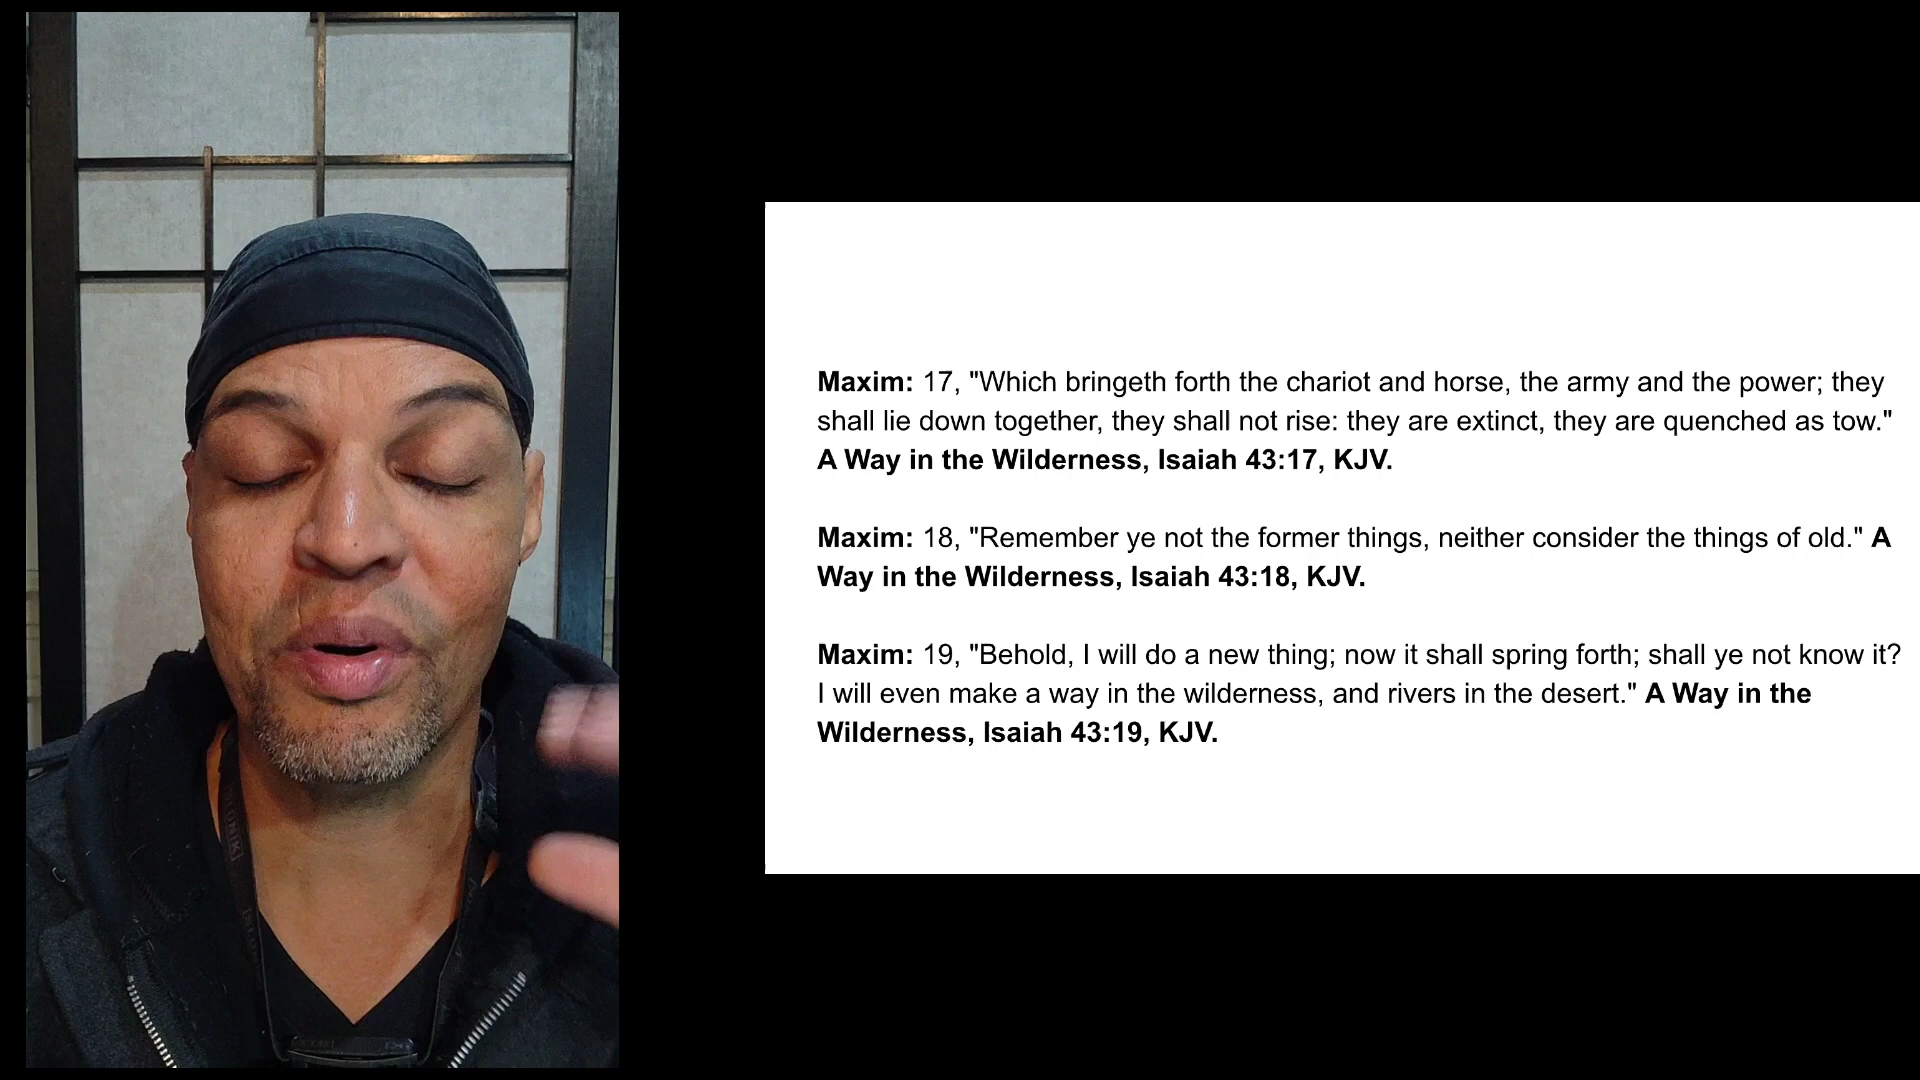 Maxim: 17, "Which bringeth forth the chariot and horse, the army and the power; they
shall lie down together, they shall not rise: they are extinct, they are quenched as tow."
A Way in the Wilderness, Isaiah 43:17, KJV.
Maxim: 18, "Remember ye not the former things, neither consider the things of old." A
Way in the Wilderness, Isaiah 43:18, KJV.
Maxim: 19, "Behold, I will do a new thing; now it shall spring forth; shall ye not know it?
I will even make a way in the wilderness, and rivers in the desert." A Way in the
Wilderness, Isaiah 43:19, KJV.